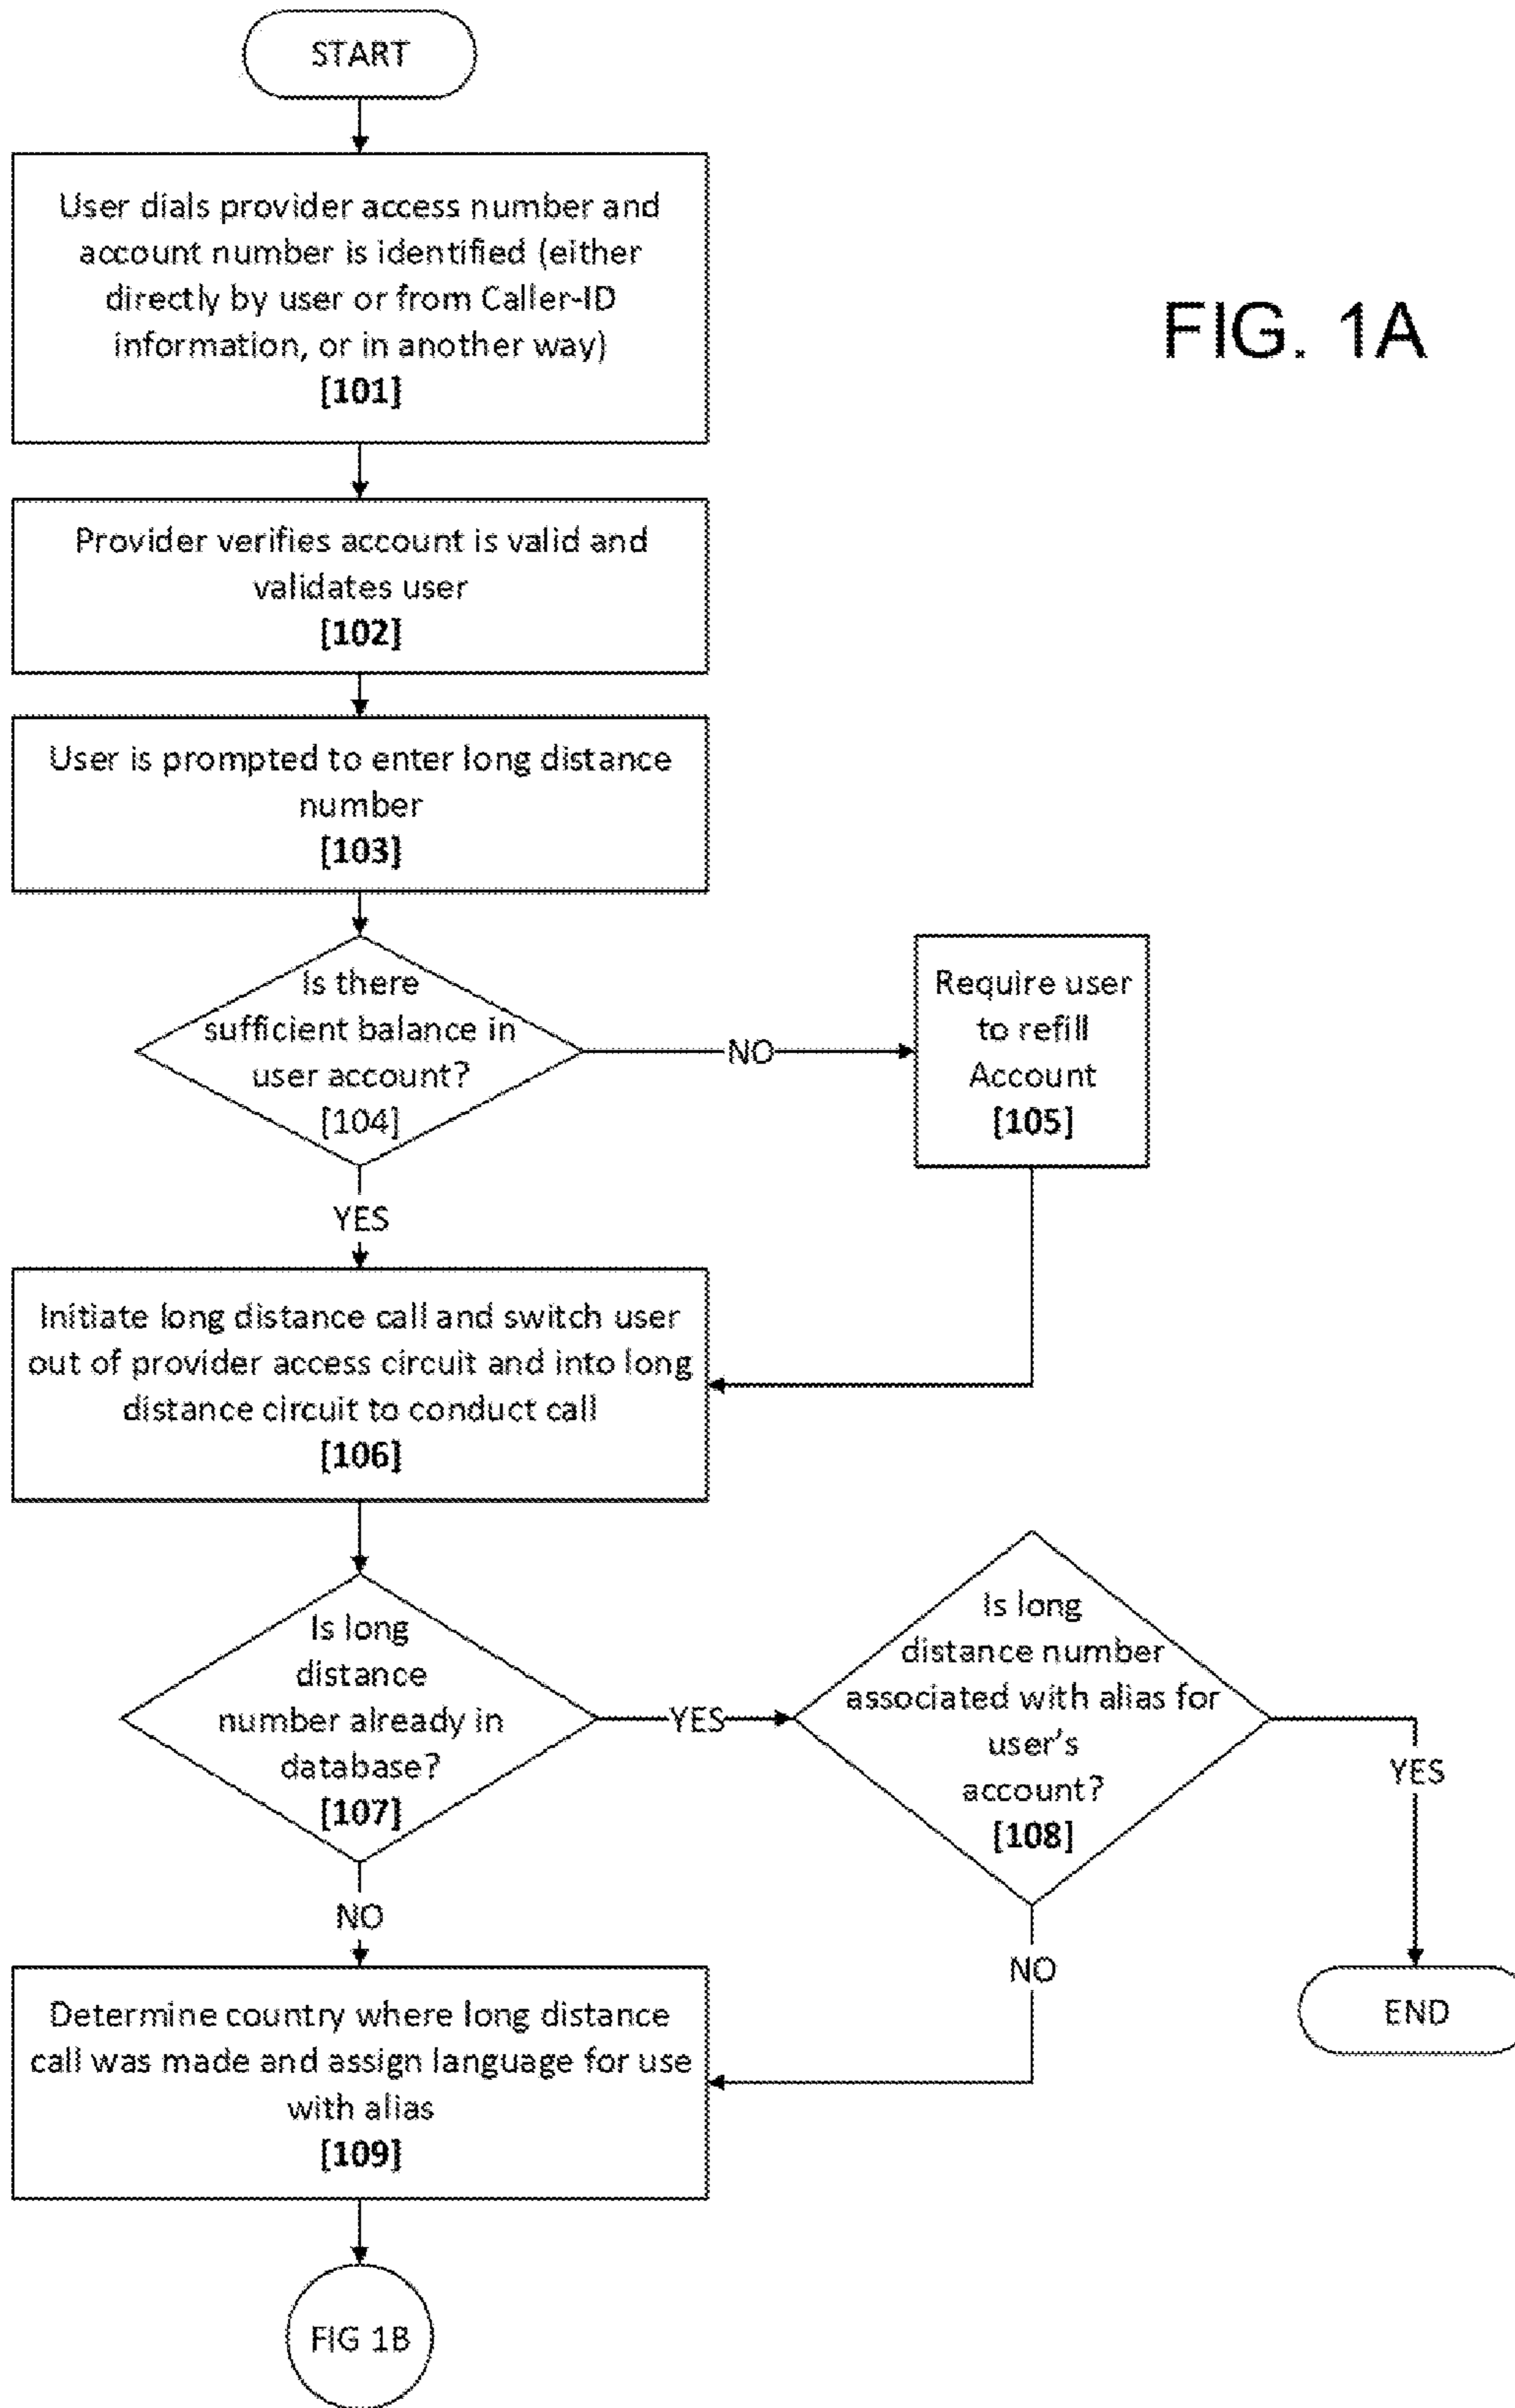 START
User dials provider access number and
account number is identified (either
directly by user or from Caller-ID
information, or in another way)
[101]
FIG. 1A
Provider verifies account is valid and
validates user
[102]
User is prompted to enter long distance
number
[103]
Is there
sufficient balance in
user account?
[104]
NO
Require user
to refill
Account
[105]
YES
Initiate long distance call and switch user
out of provider access circuit and into long
distance circuit to conduct call
[106]
Is long
distance
number already in
database?
[107]
YES
Is long
distance number
associated with alias for
user's
account?
[108]
YES
NO
NO
END
Determine country where long distance
call was made and assign language for use
with alias
[109]
FIG 1B